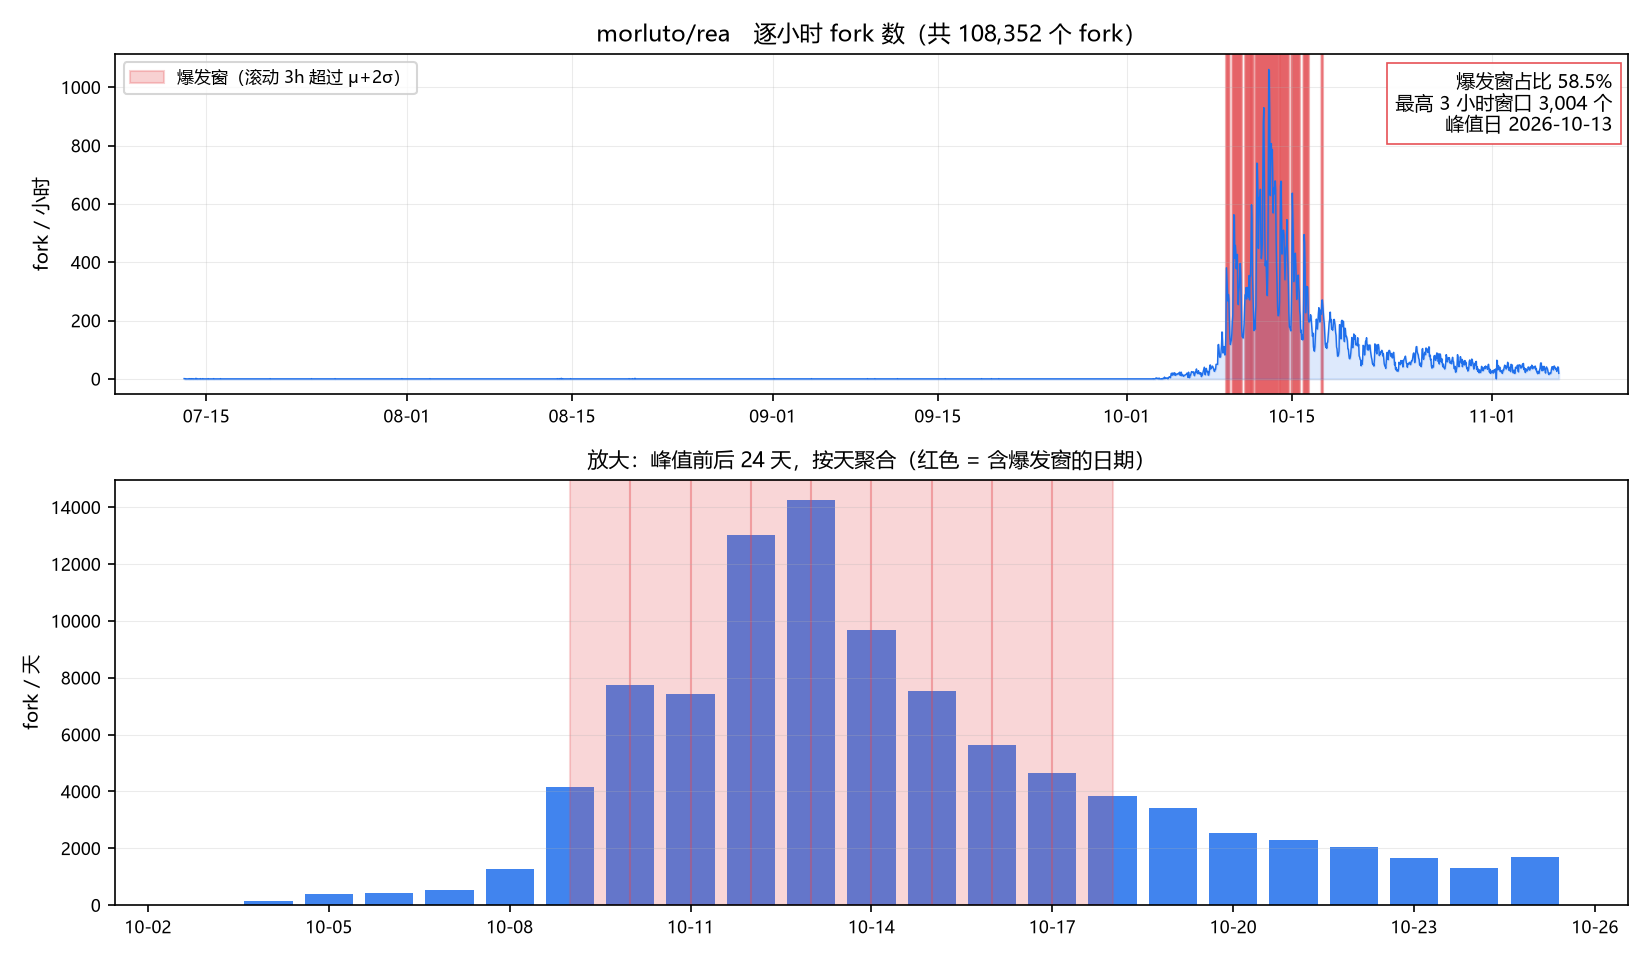 morluto/rea 逐小时 fork 数（共 108,352 个 fork）
爆发窗（滚动 3h 超过 μ+2σ）
爆发窗占比 58.5%
最高 3 小时窗口 3,004 个
峰值日 2026-10-13
fork / 小时
1000
800
600
400
200
0
07-15 08-01 08-15 09-01 09-15 10-01 10-15 11-01
放大：峰值前后 24 天，按天聚合（红色 = 含爆发窗的日期）
fork / 天
14000
12000
10000
8000
6000
4000
2000
0
10-02 10-05 10-08 10-11 10-14 10-17 10-20 10-23 10-26